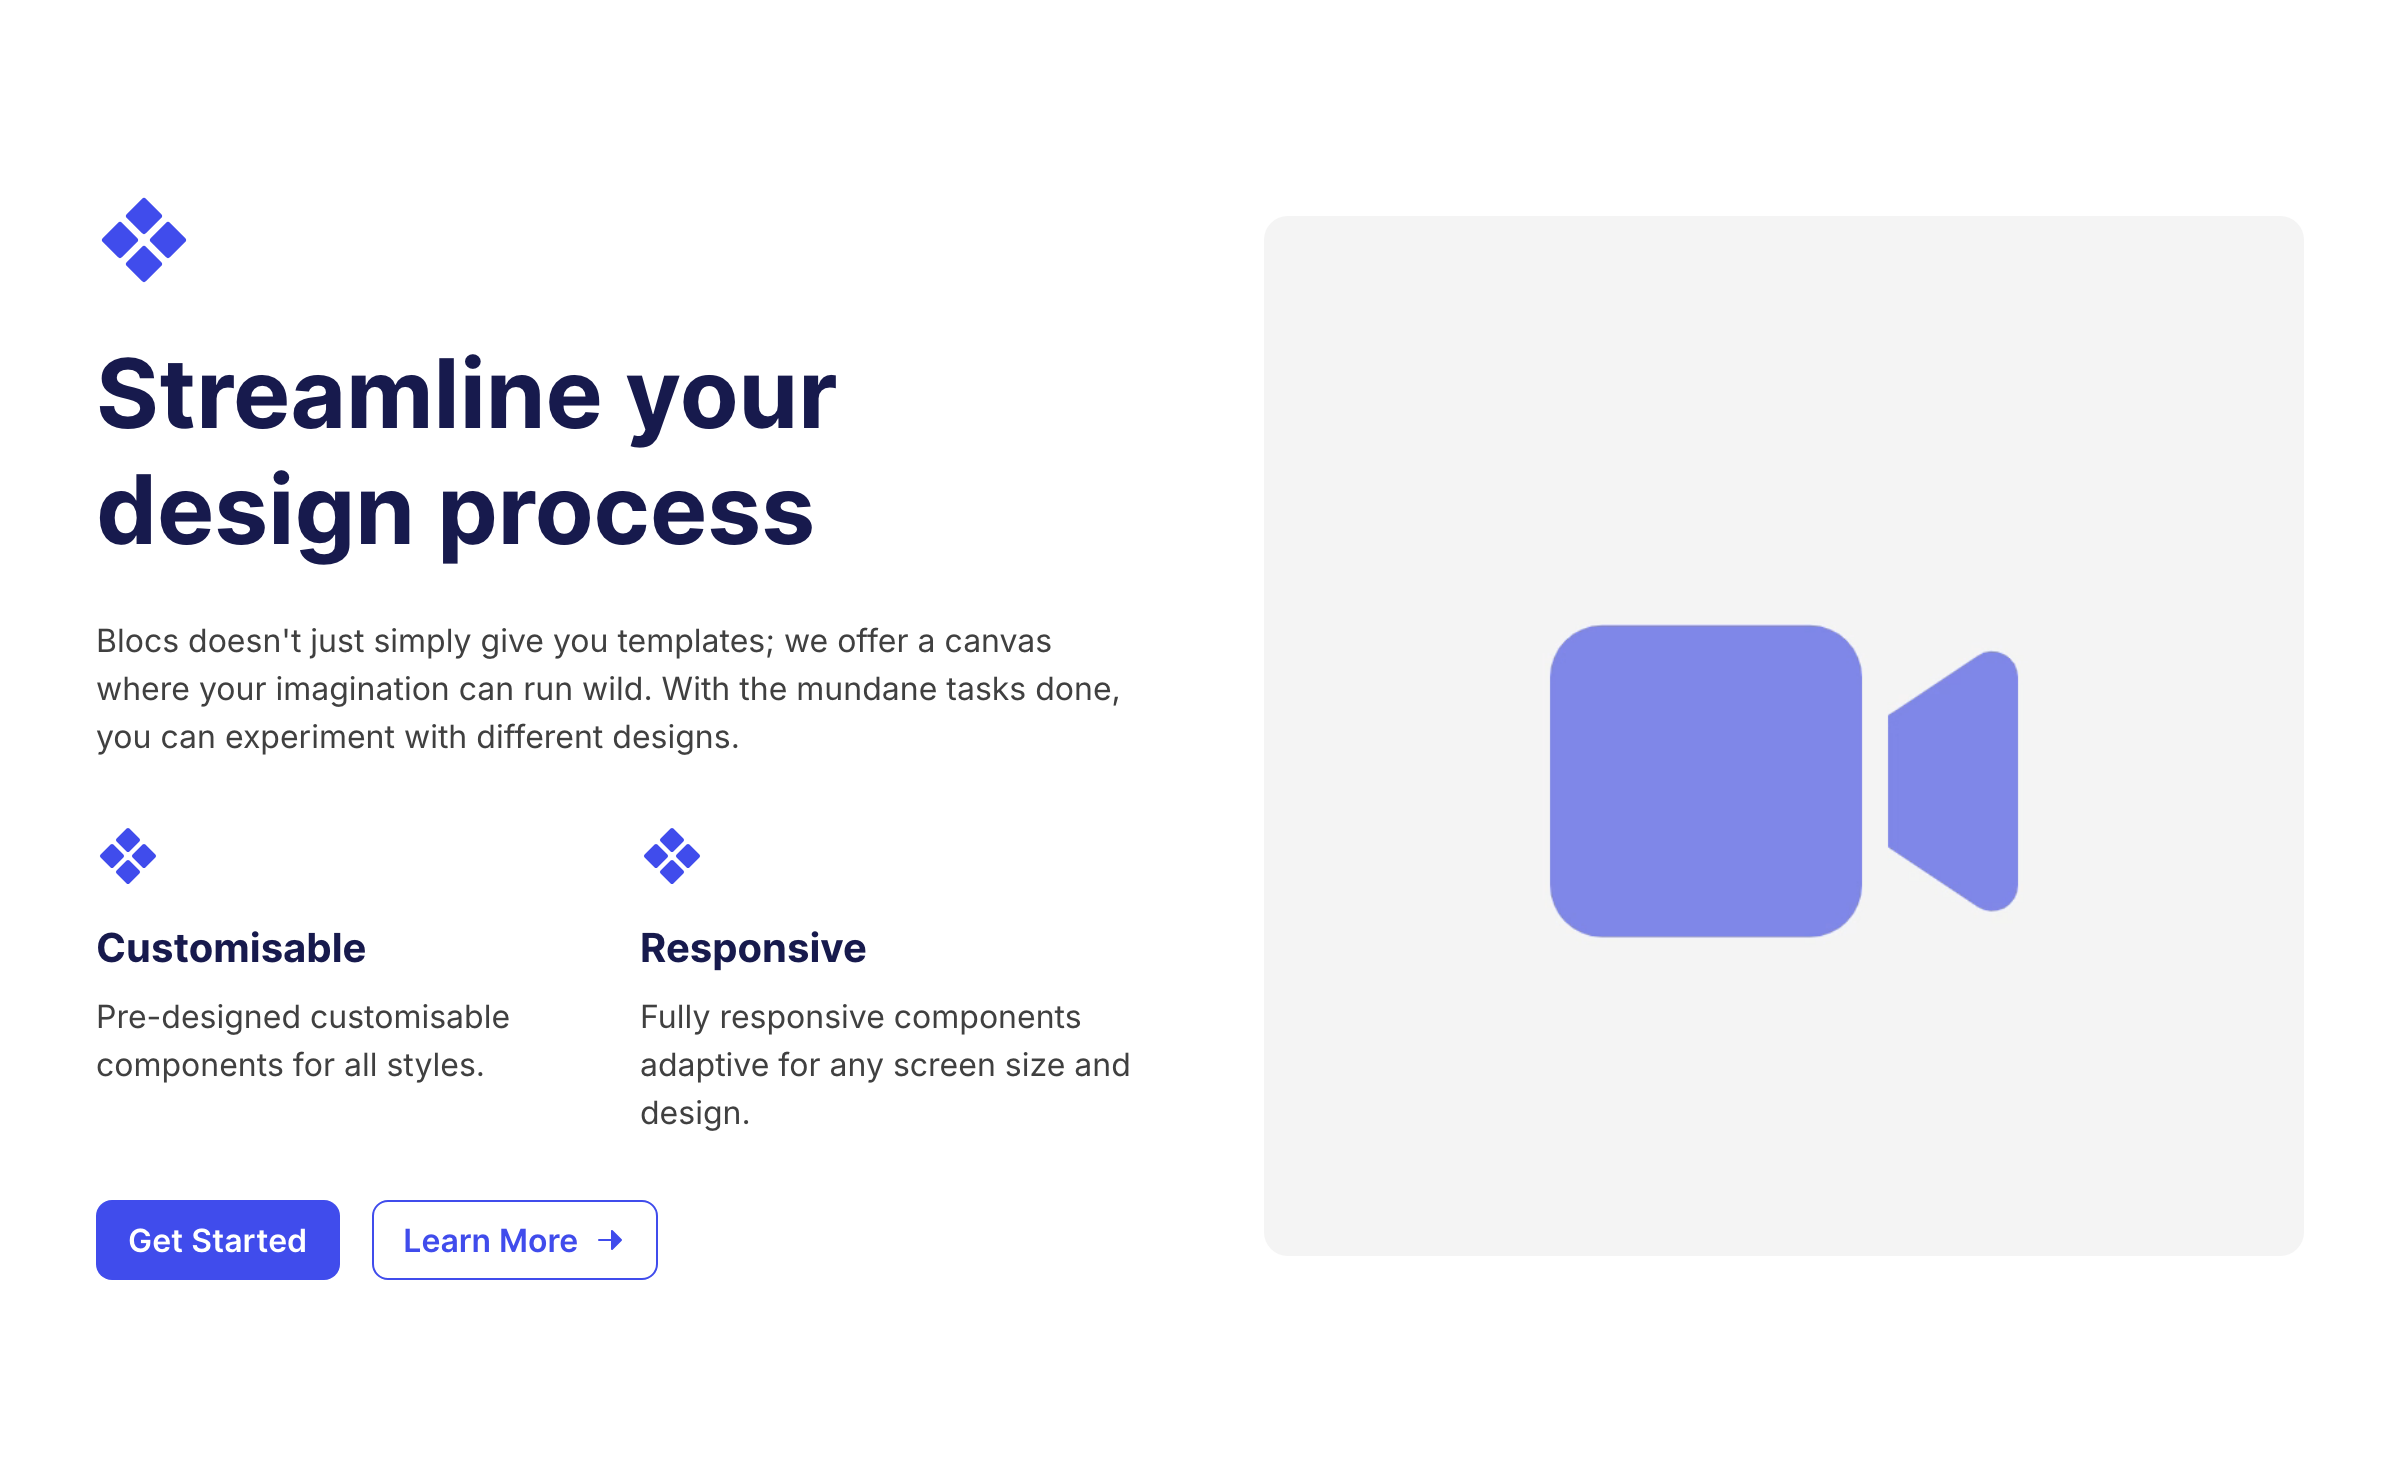 Streamline your
design process
Blocs doesn't just simply give you templates; we offer a canvas
where your imagination can run wild. With the mundane tasks done,
you can experiment with different designs.
Customisable
Pre-designed customisable
components for all styles.
Responsive
Fully responsive components
adaptive for any screen size and
design.
Get Started
Learn More